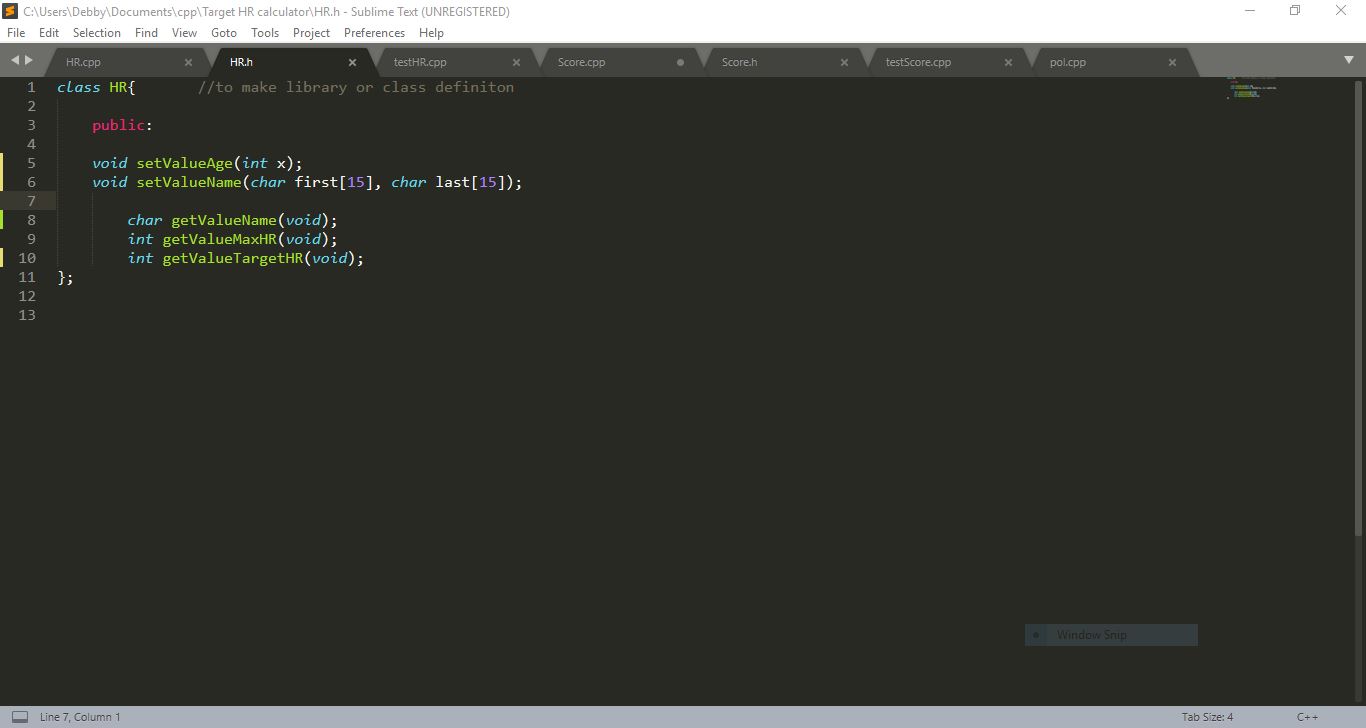 C:\Users\Debby\Documents\cpp\Target HR calculator\HR.h - Sublime Text (UNREGISTERED)
File Edit Selection Find View Goto Tools Project Preferences Help
HR.cpp HR.h testHR.cpp Score.cpp Score.h testScore.cpp pol.cpp
1 class HR{ //to make library or class definiton
2
3 public:
4
5 void setValueAge(int x);
6 void setValueName(char first[15], char last[15]);
7
8 char getValueName(void);
9 int getValueMaxHR(void);
10 int getValueTargetHR(void);
11 };
12
13
Window Snip
Line 7, Column 1 Tab Size: 4 C++